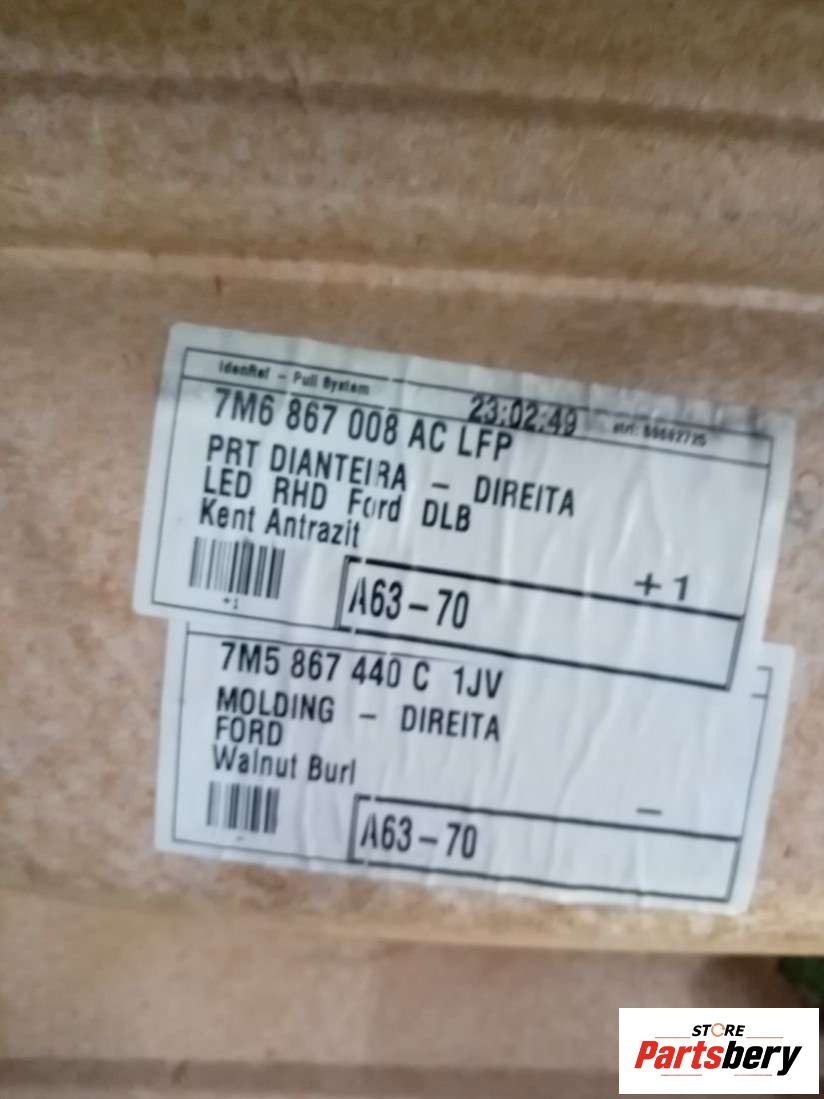 IdenRef - Pull System
23:02:49
7M6 867 008 AC LFP
PRT DIANTEIRA - DIREITA
LED RHD Ford DLB
Kent Antrazit
+1
+1
A63-70
7M5 867 440 C 1JV
MOLDING - DIREITA
FORD
Walnut Burl
-
-
A63-70
STORE
Partsbery